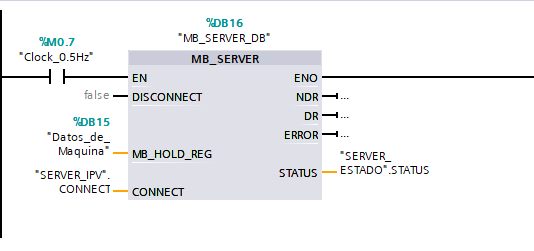 %DB16
"MB_SERVER_DB"
%M0.7
"Clock_0.5Hz"
MB_SERVER
EN
ENO
false
DISCONNECT
NDR
...
DR
...
%DB15
"Datos_de_
Maquina"
ERROR
...
MB_HOLD_REG
"SERVER_IPV".
CONNECT
CONNECT
STATUS
"SERVER_
ESTADO".STATUS